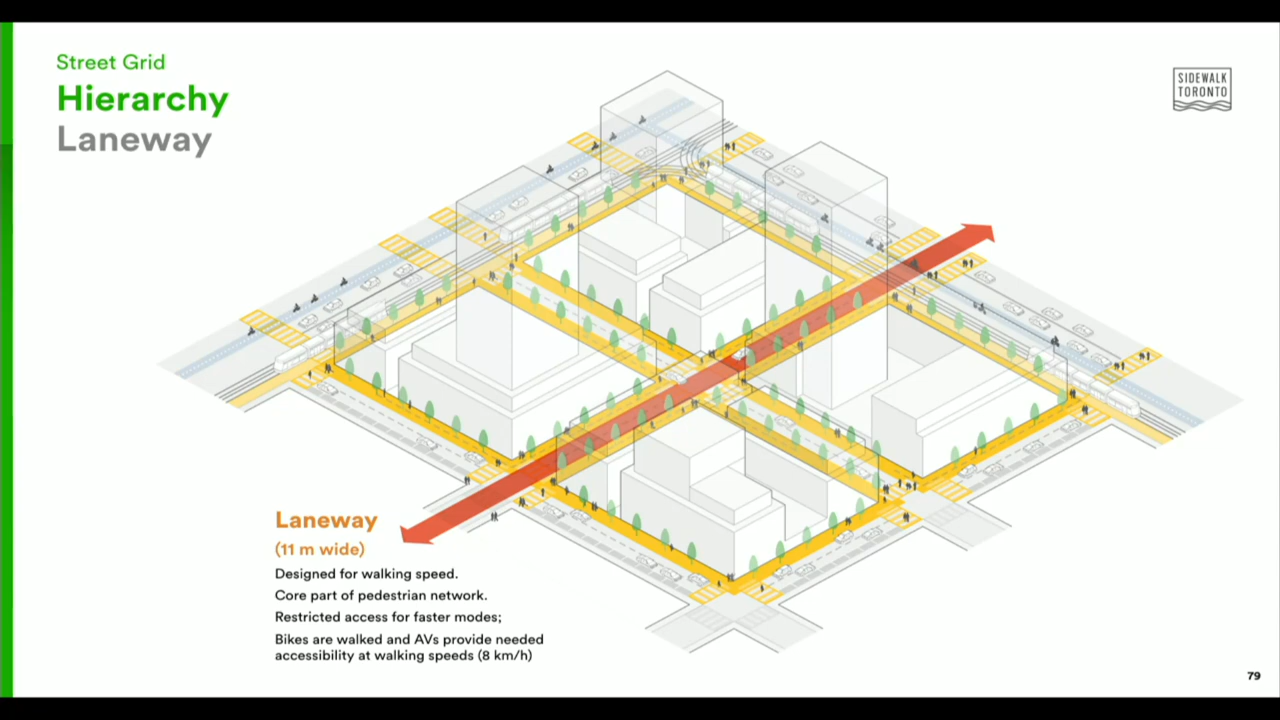 Street Grid
Hierarchy
Laneway
SIDEWALK
TORONTO
Laneway
(11 m wide)
Designed for walking speed.
Core part of pedestrian network.
Restricted access for faster modes;
Bikes are walked and AVs provide needed
accessibility at walking speeds (8 km/h)
79